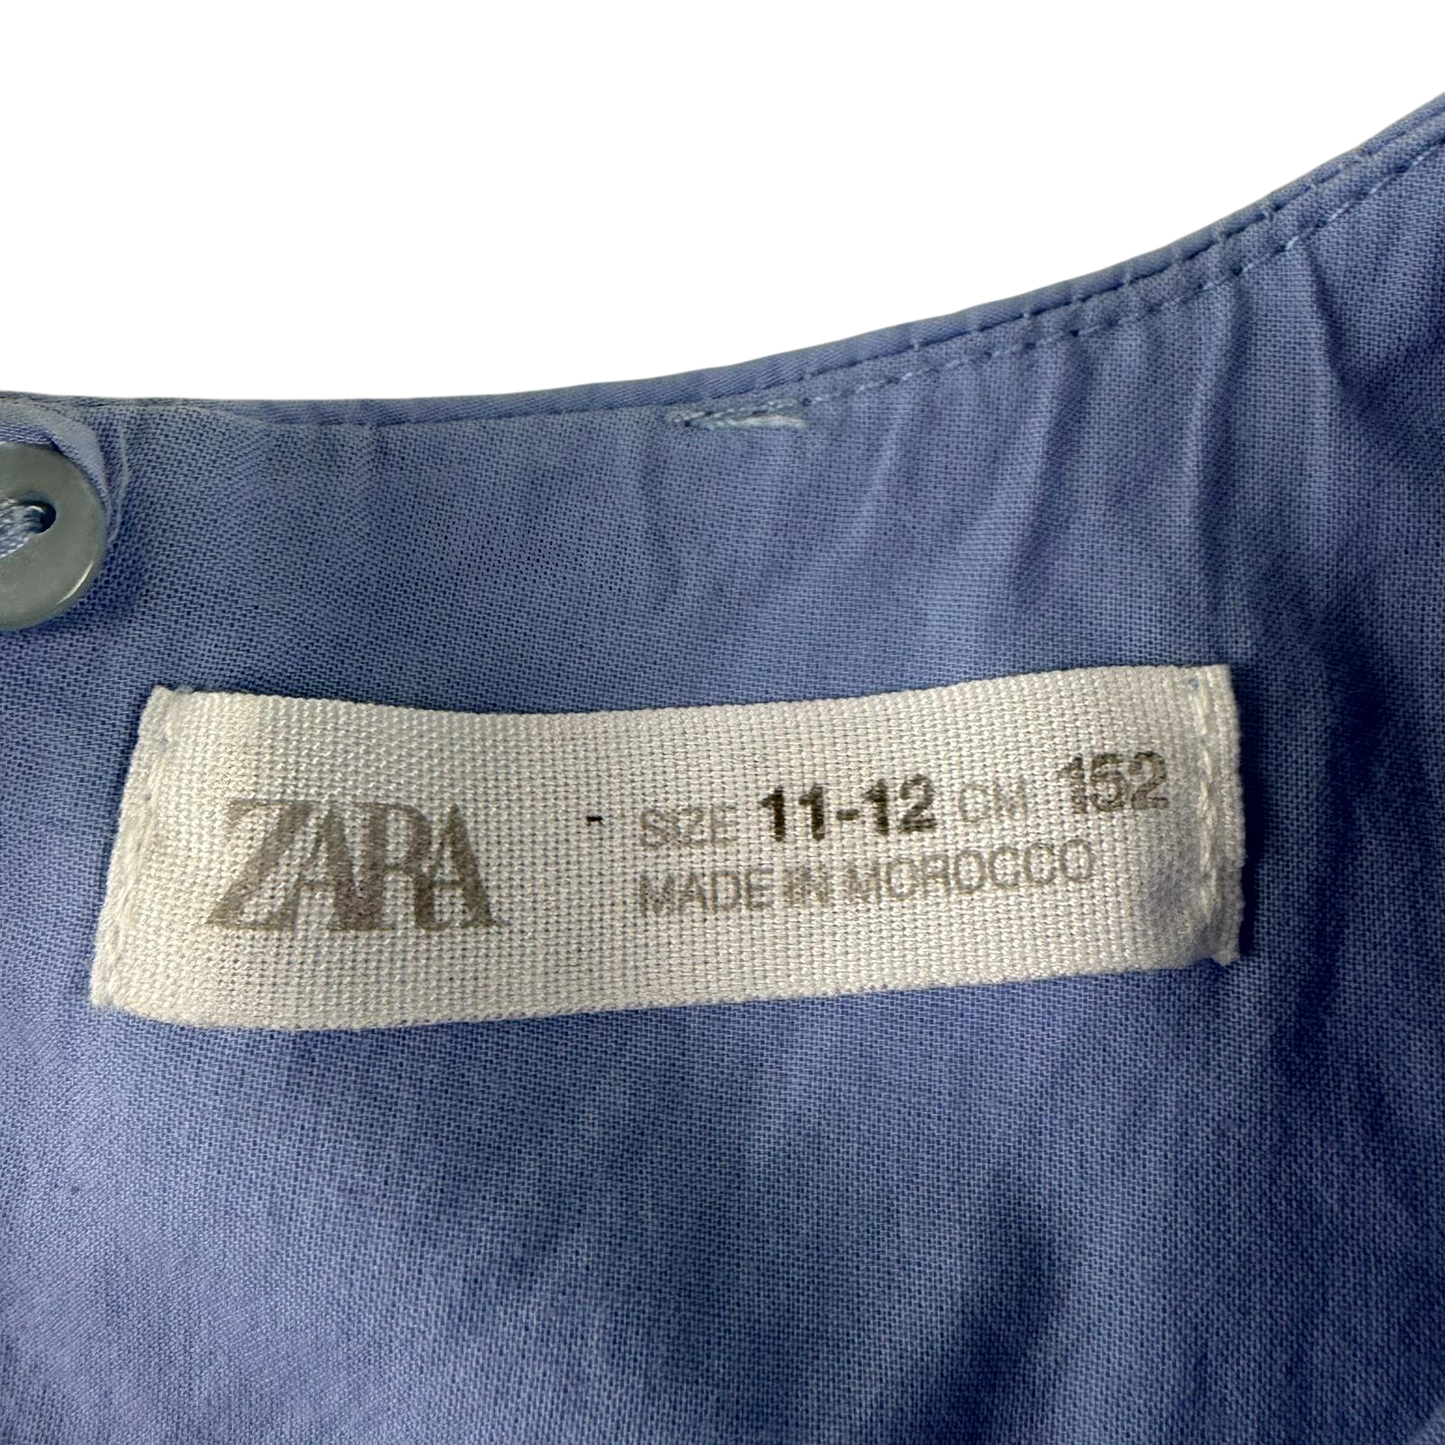 ZARA
- SIZE 11-12 CM 152
MADE IN MOROCCO